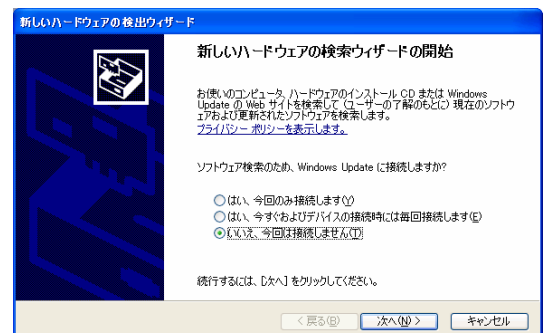 新しいハードウェアの検出ウィザード
新しいハードウェアの検索ウィザードの開始
お使いのコンピュータ、ハードウェアのインストール CD または Windows
Update の Web サイトを検索して (ユーザーの了解のもとに) 現在のソフトウ
ェアおよび更新されたソフトウェアを検索します。
プライバシー ポリシーを表示します。
ソフトウェア検索のため、Windows Update に接続しますか?
はい、今回のみ接続します(Y)
はい、今すぐおよびデバイスの接続時には毎回接続します(E)
いいえ、今回は接続しません(T)
続行するには、[次へ] をクリックしてください。
< 戻る(B)
次へ(N) >
キャンセル